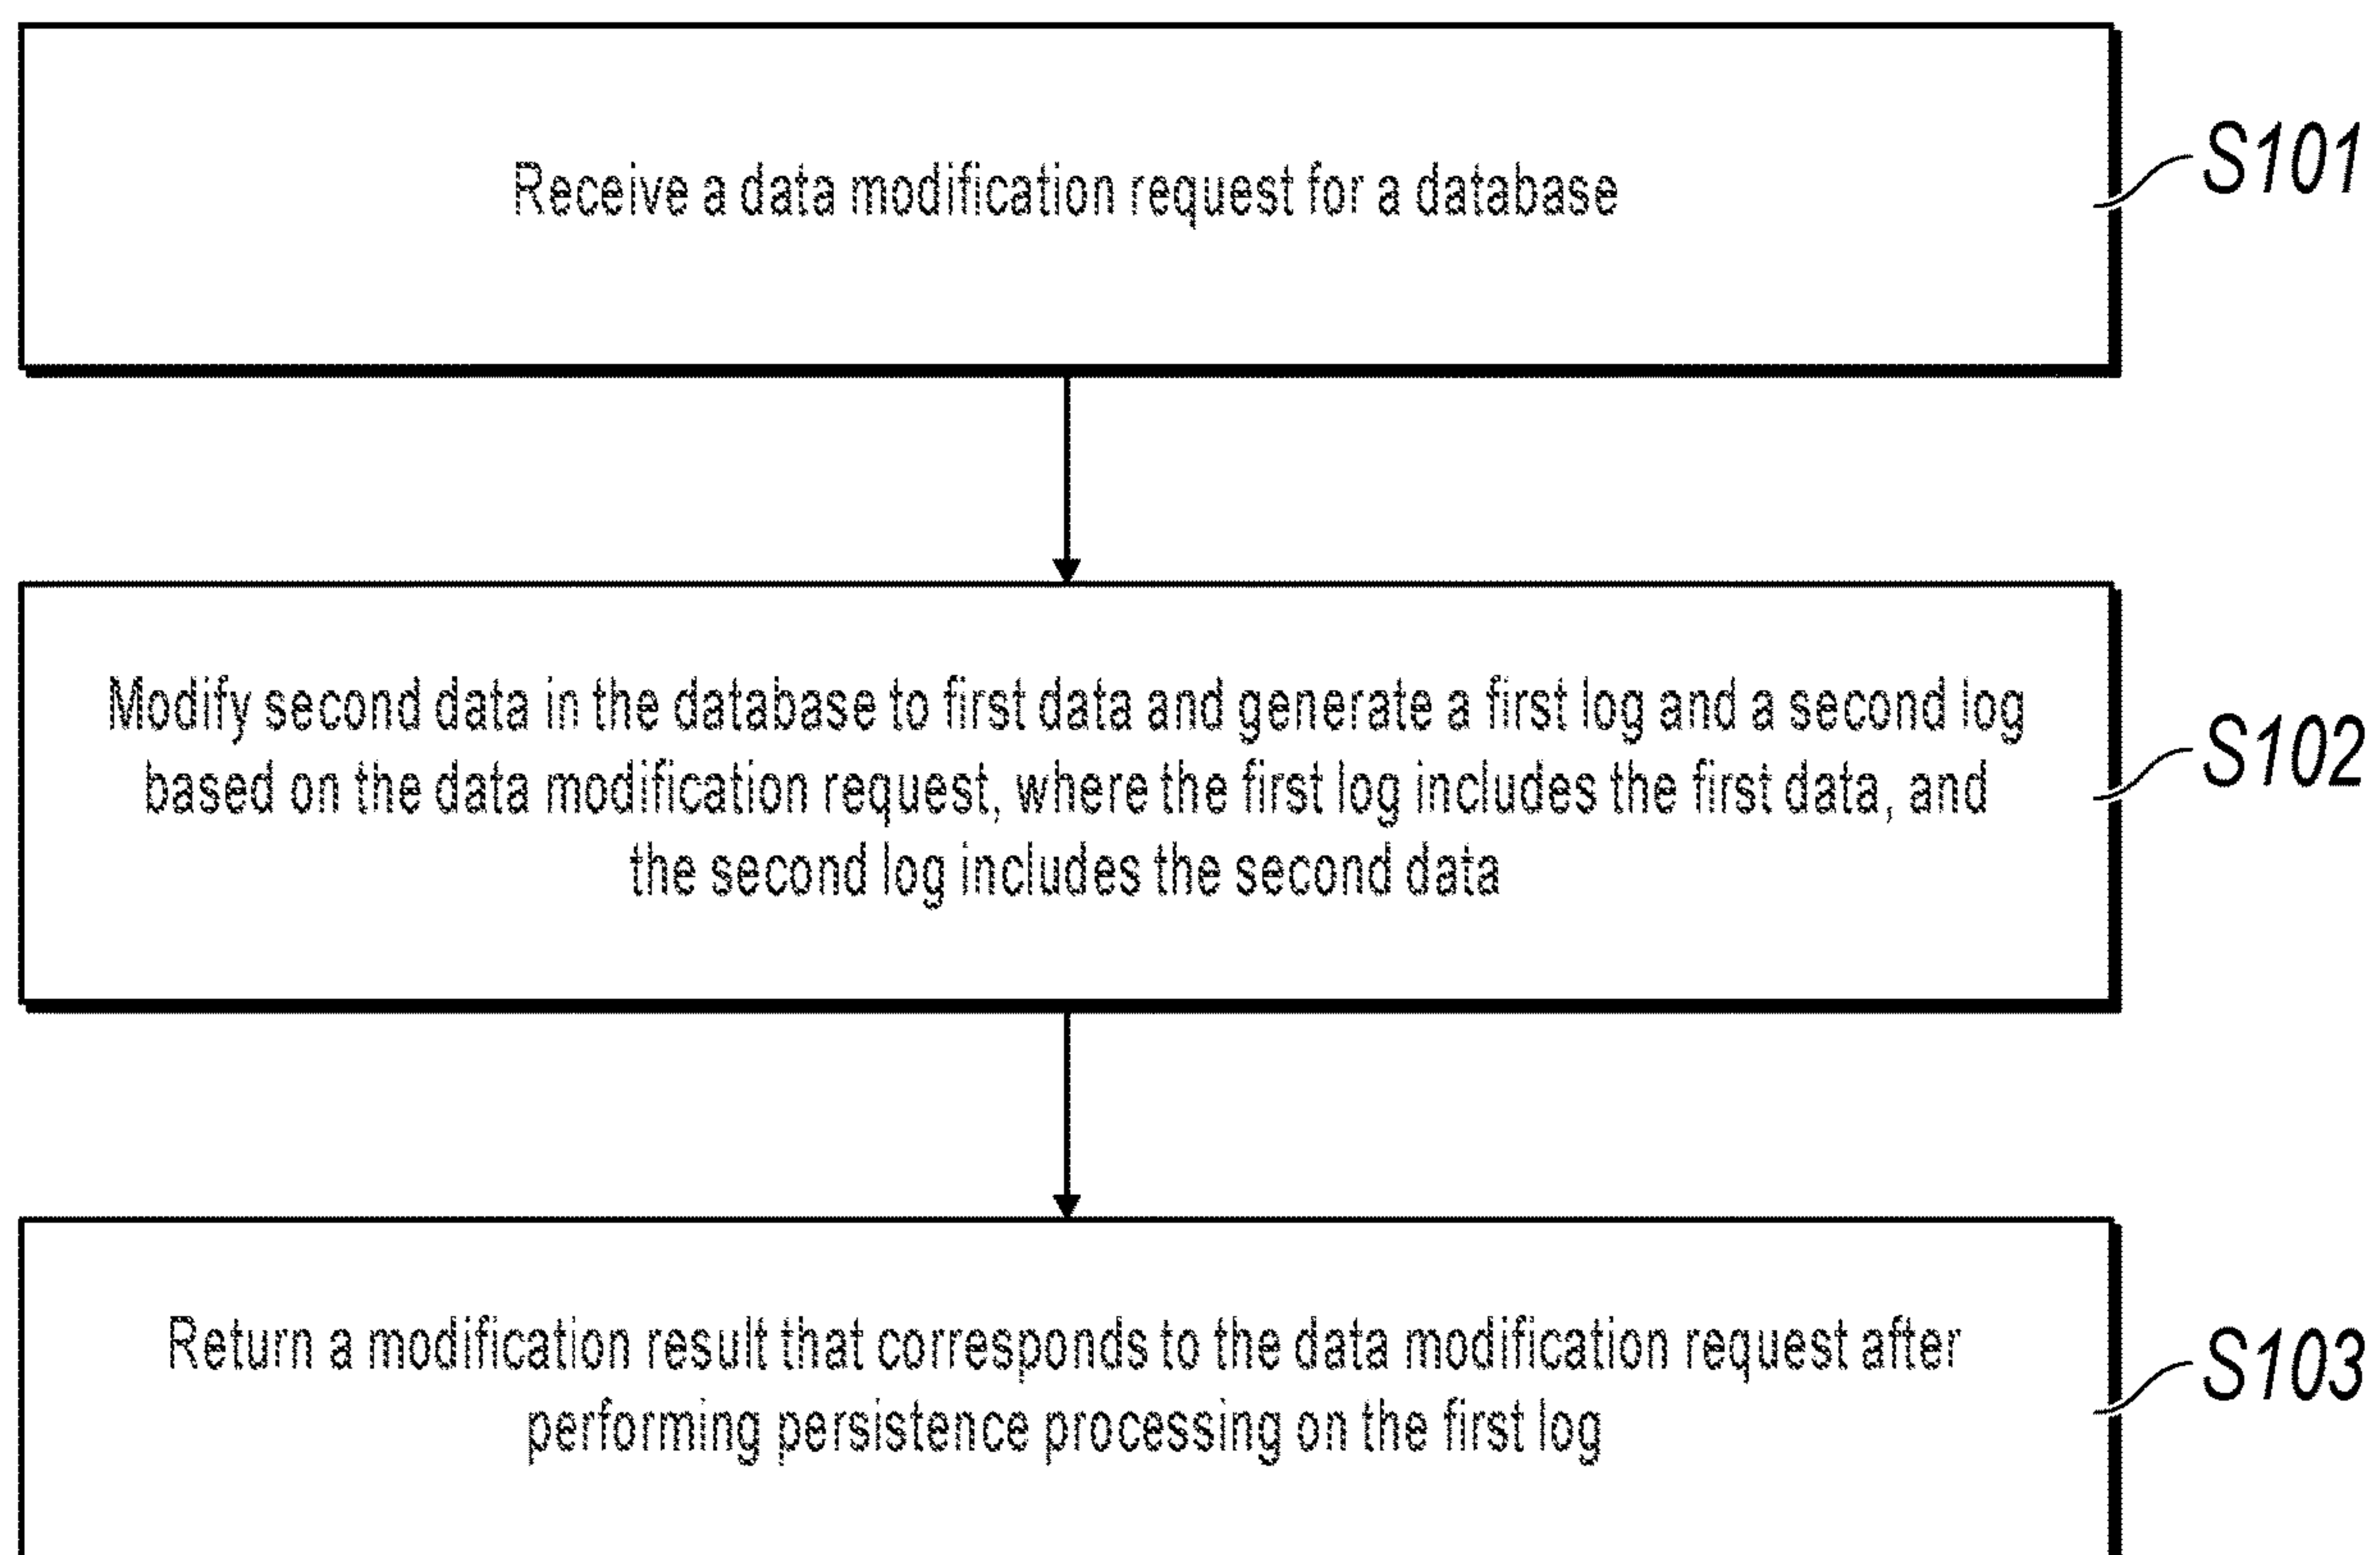 Receive a data modification request for a database
S101
Modify second data in the database to first data and generate a first log and a second log
based on the data modification request, where the first log includes the first data, and
the second log includes the second data
S102
Return a modification result that corresponds to the data modification request after
performing persistence processing on the first log
S103